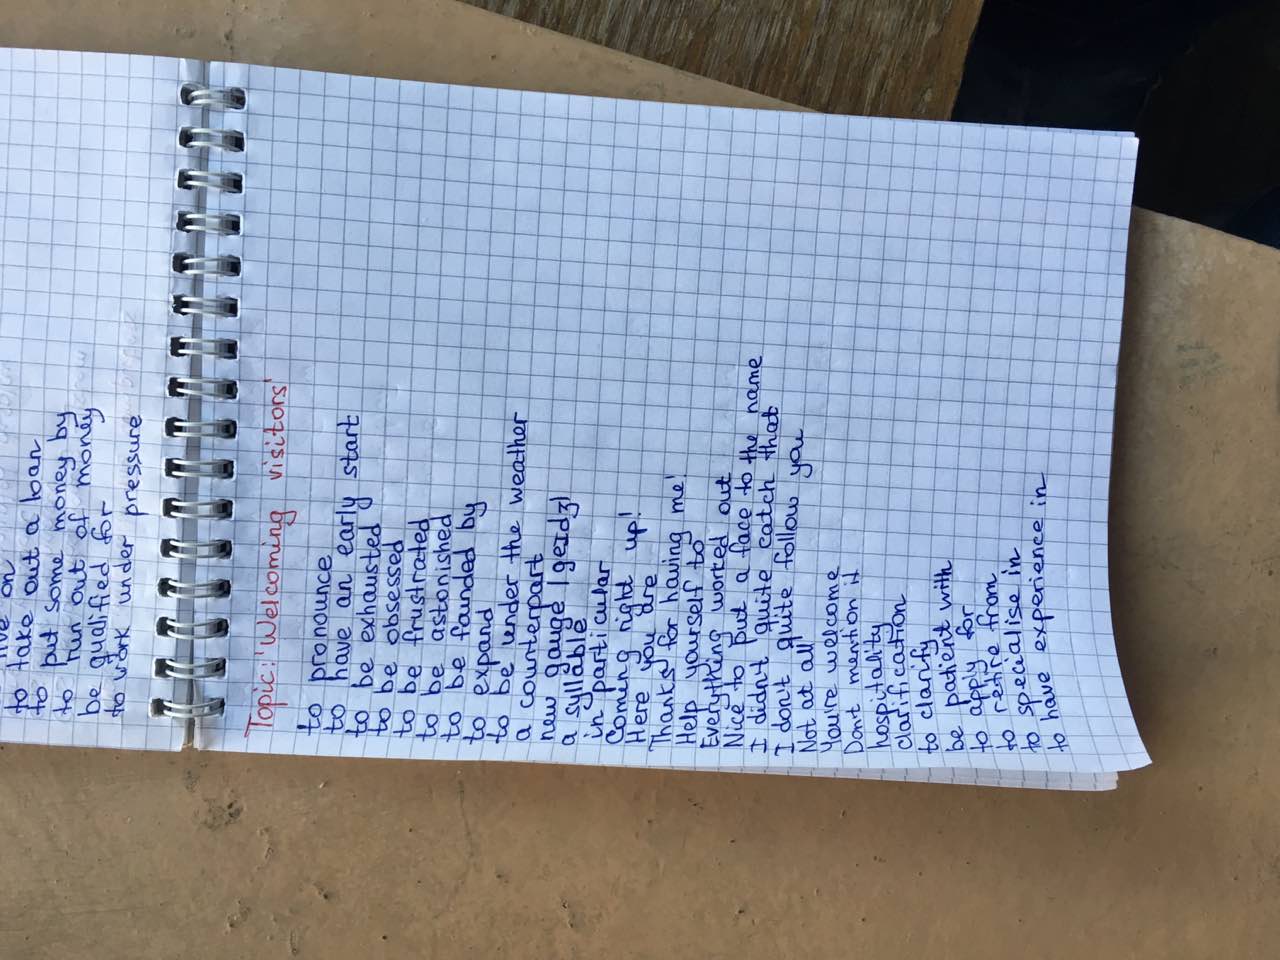 live on
to take out a loan
to put some money by
to run out of money
be qualified for
to work under pressure
Topic: 'Welcoming visitors'
to pronounce
to have an early start
to be exhausted
to be obsessed
to be frustrated
to be astonished
to be founded by
to expand
to be under the weather
a counterpart
new gauge |geɪdʒ|
a syllable
in particular
Coming right up!
Here you are
Thanks for having me!
Help yourself to
Everything worked out
Nice to put a face to the name
I didn't quite catch that
I don't quite follow you
Not at all
You're welcome
Don't mention it
hospitality
clarification
to clarify
be patient with
to apply for
to retire from
to specialise in
to have experience in